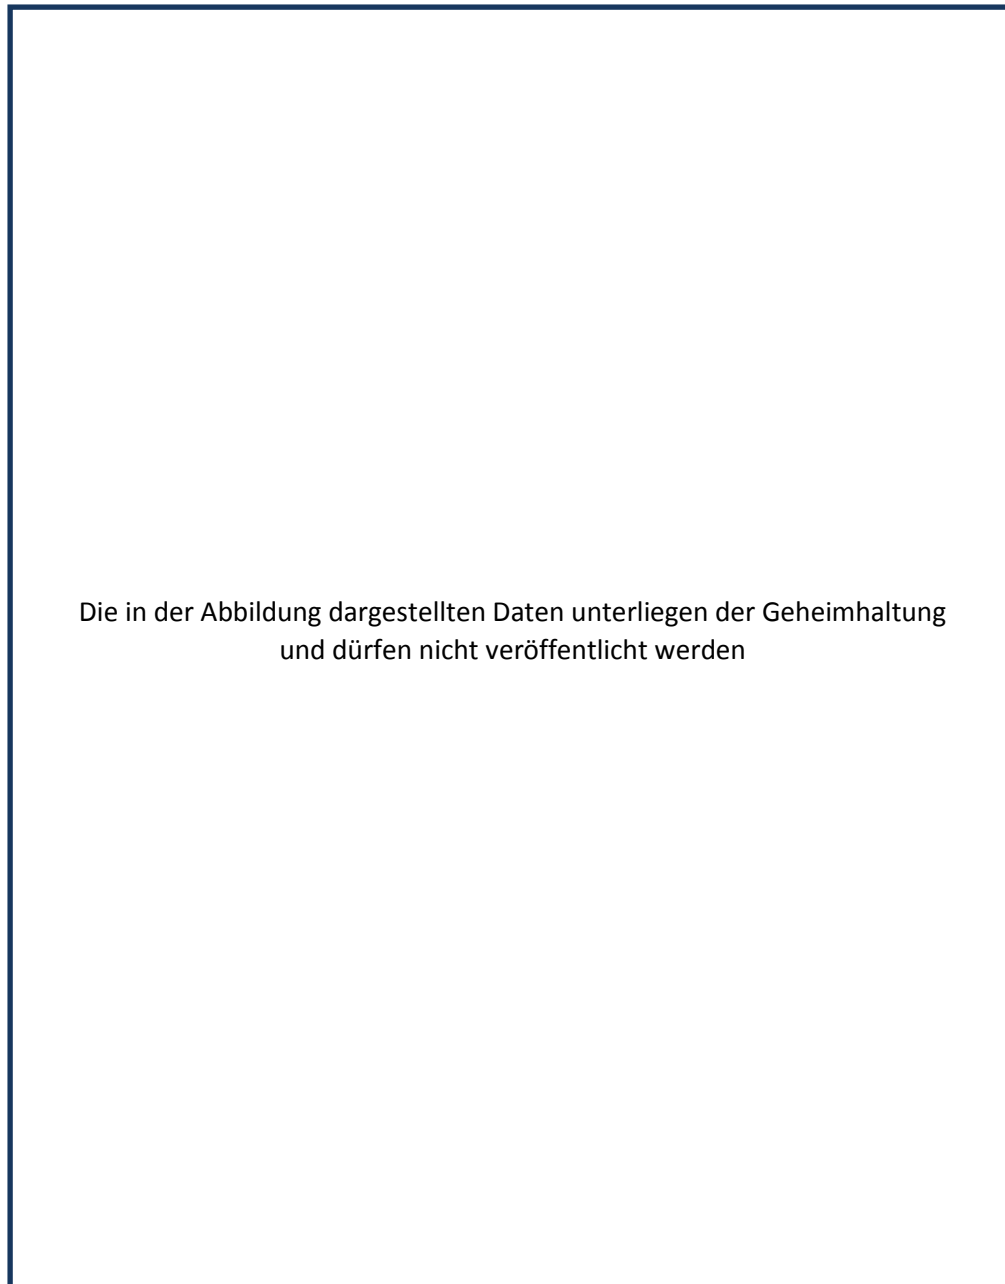 Die in der Abbildung dargestellten Daten unterliegen der Geheimhaltung
und dürfen nicht veröffentlicht werden